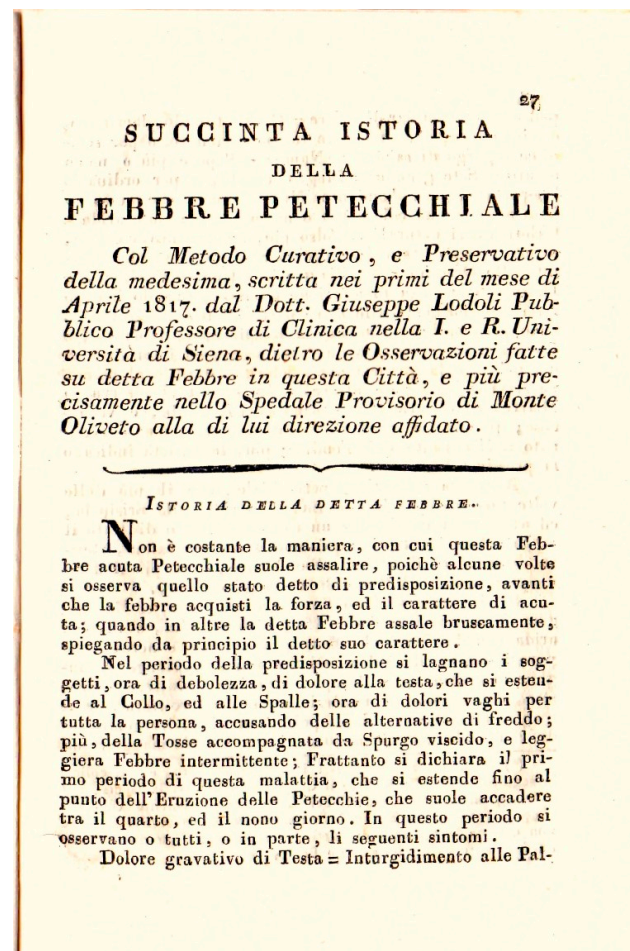 27
SUCCINTA ISTORIA
DELLA
FEBBRE PETECCHIALE
Col Metodo Curativo, e Preservativo
della medesima, scritta nei primi del mese di
Aprile 1817. dal Dott. Giuseppe Lodoli Pub-
blico Professore di Clinica nella I. e R. Uni-
versità di Siena, dietro le Osservazioni fatte
su detta Febbre in questa Città, e più pre-
cisamente nello Spedale Provisorio di Monte
Oliveto alla di lui direzione affidato.
ISTORIA DELLA DETTA FEBBRE.
Non è costante la maniera, con cui questa Feb-
bre acuta Petecchiale suole assalire, poichè alcune volte
si osserva quello stato detto di predisposizione, avanti
che la febbre acquisti la forza, ed il carattere di acu-
ta; quando in altre la detta Febbre assale bruscamente,
spiegando da principio il detto suo carattere.
Nel periodo della predisposizione si lagnano i sog-
getti, ora di debolezza, di dolore alla testa, che si esten-
de al Collo, ed alle Spalle; ora di dolori vaghi per
tutta la persona, accusando delle alternative di freddo;
più, della Tosse accompagnata da Spurgo viscido, e leg-
giera Febbre intermittente; Frattanto si dichiara il pri-
mo periodo di questa malattia, che si estende fino al
punto dell'Eruzione delle Petecchie, che suole accadere
tra il quarto, ed il nono giorno. In questo periodo si
osservano o tutti, o in parte, li seguenti sintomi.
Dolore gravativo di Testa = Inturgidimento alle Pal-